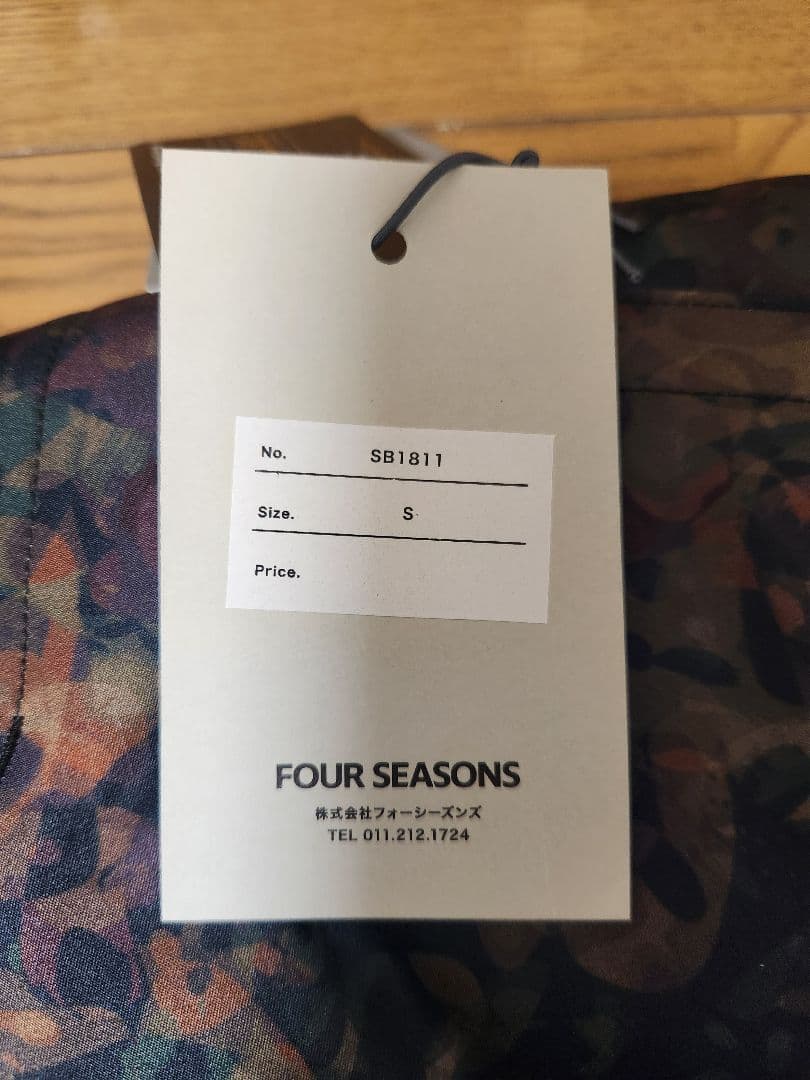 No. SB1811
Size. S
Price.
FOUR SEASONS
株式会社フォーシーズンズ
TEL 011.212.1724